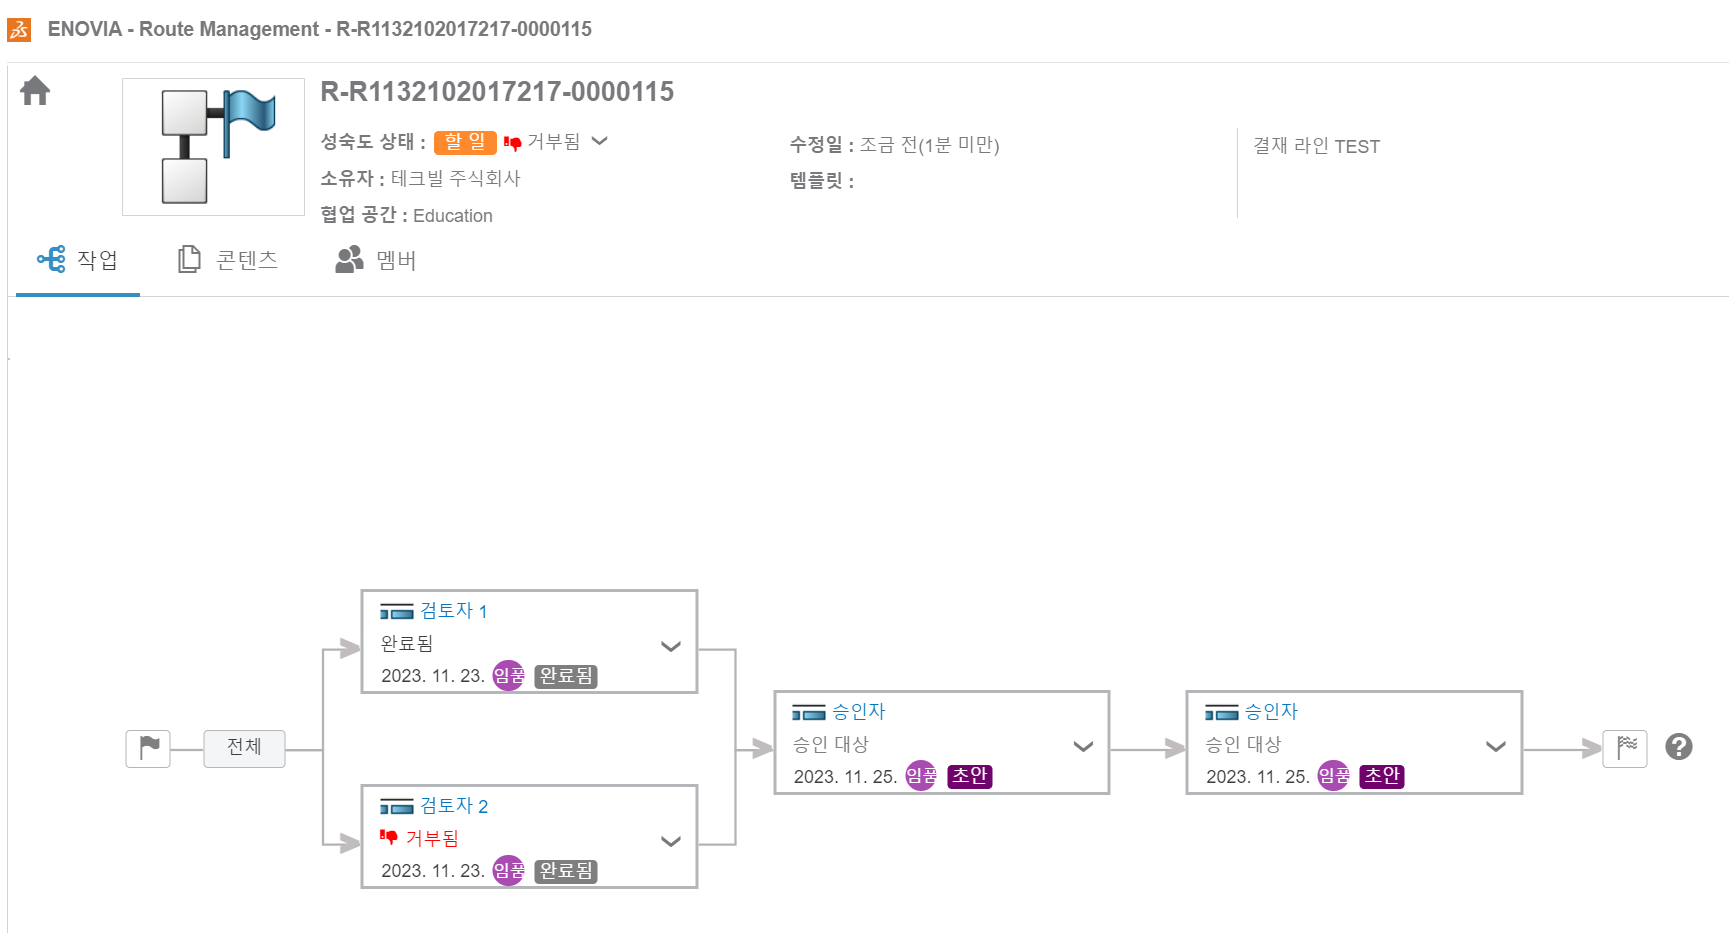 ENOVIA - Route Management - R-R1132102017217-0000115
R-R1132102017217-0000115
성숙도 상태 : 할 일 거부됨
소유자 : 테크빌 주식회사
협업 공간 : Education
수정일 : 조금 전(1분 미만)
템플릿 :
결재 라인 TEST
작업 콘텐츠 멤버
전체
검토자 1
완료됨
2023. 11. 23. 임품 완료됨
검토자 2
거부됨
2023. 11. 23. 임품 완료됨
승인자
승인 대상
2023. 11. 25. 임품 초안
승인자
승인 대상
2023. 11. 25. 임품 초안
?